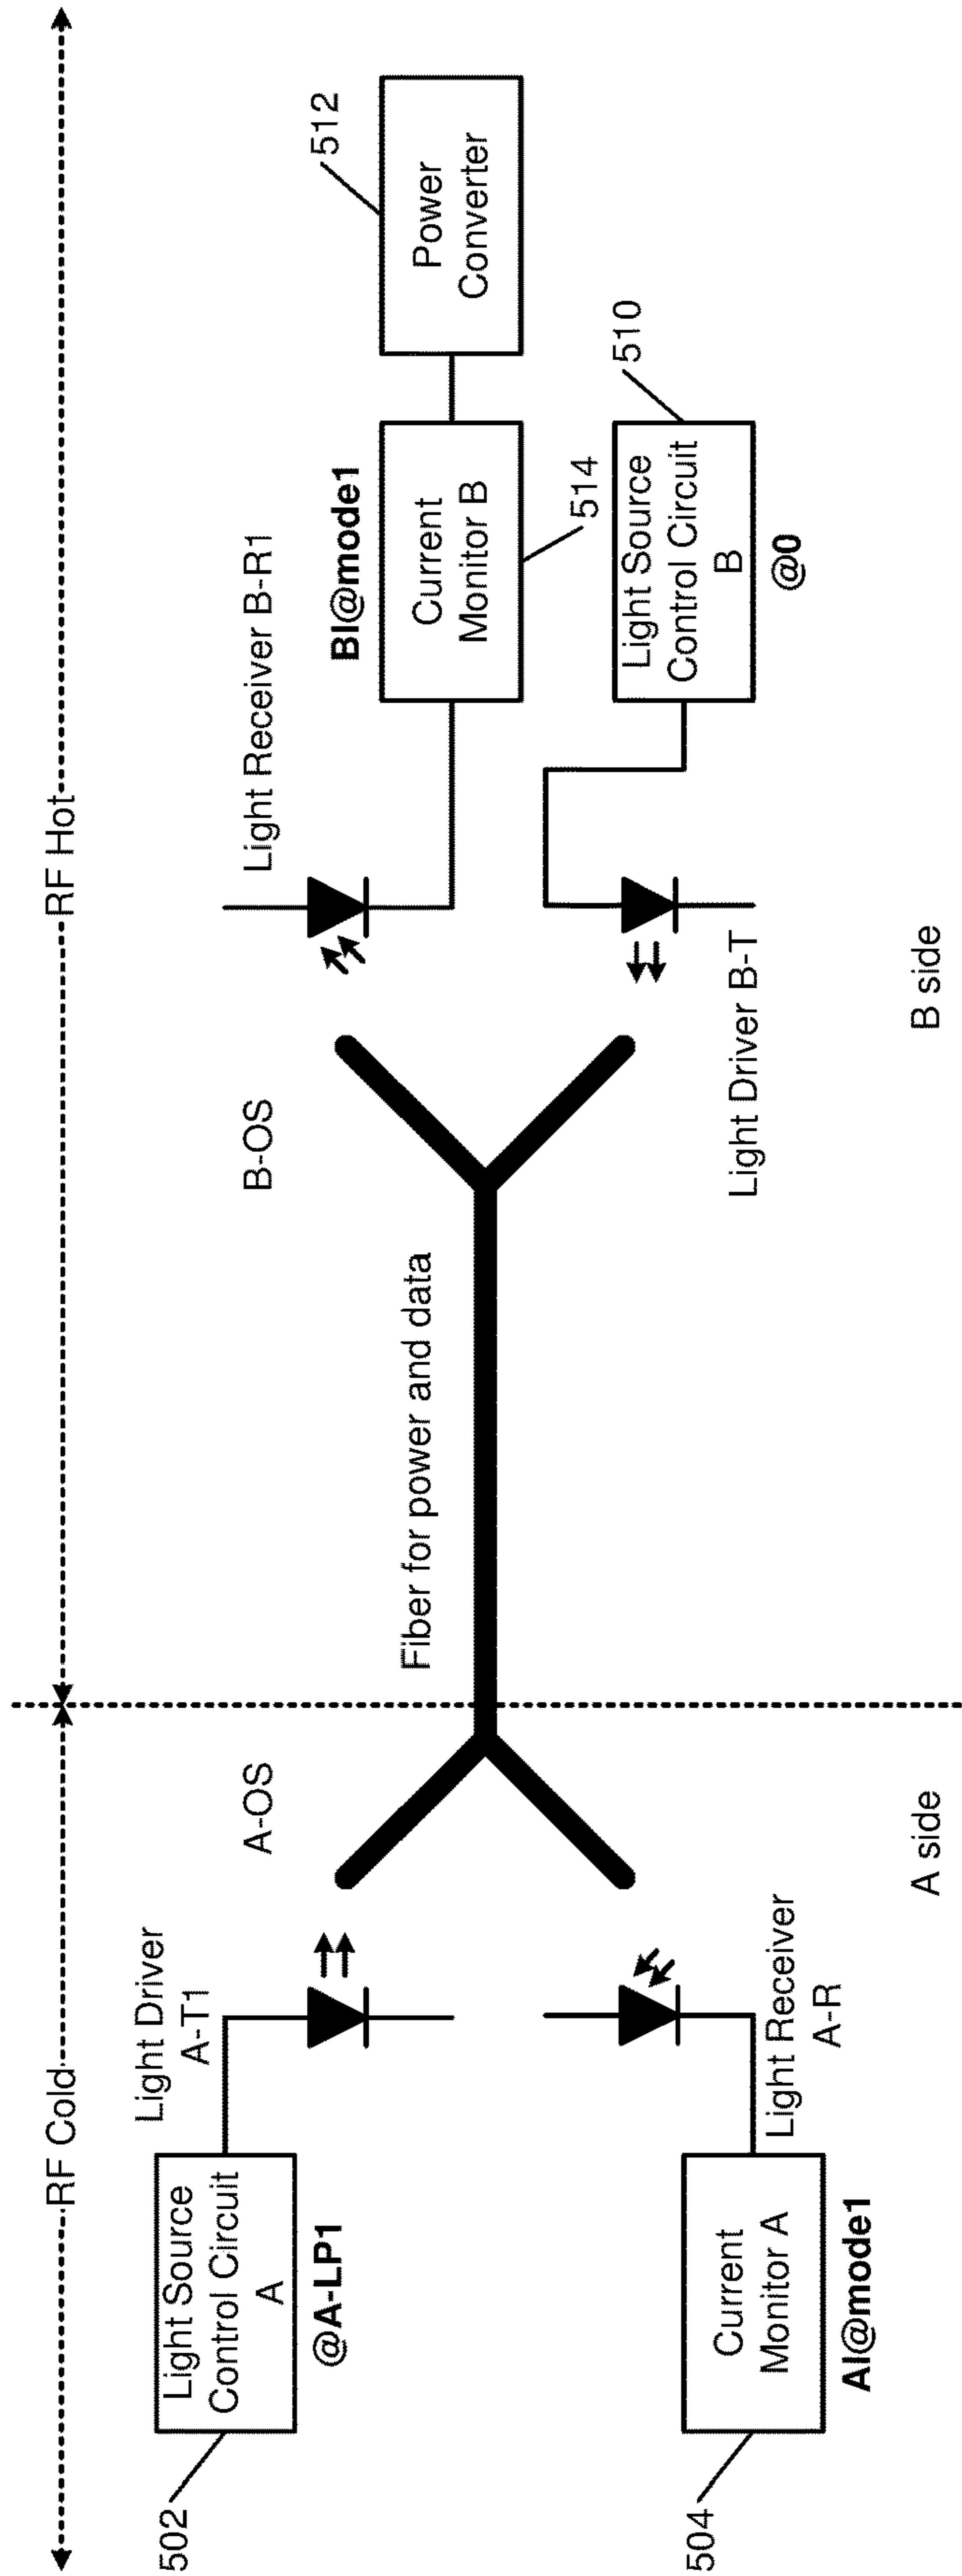 RF Cold
RF Hot
Light Driver
A-T1
A-OS
B-OS
Light Receiver B-R1
502
Light Source
Control Circuit
A
@A-LP1
Fiber for power and data
BI@mode1
Current
Monitor B
512
Power
Converter
514
504
Current
Monitor A
AI@mode1
Light Receiver
A-R
Light Driver B-T
Light Source
Control Circuit
B
@0
510
A side
B side